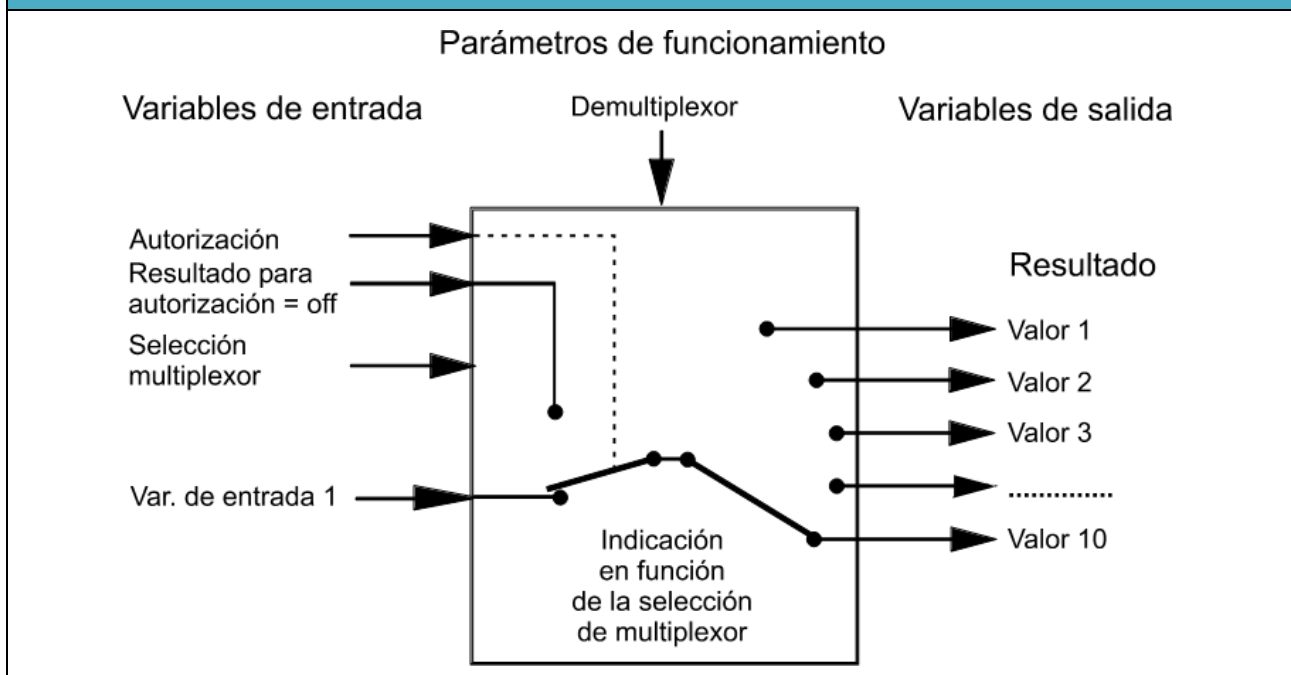 Parámetros de funcionamiento
Variables de entrada
Demultiplexor
Variables de salida
Autorización
Resultado para
autorización = off
Selección
multiplexor
Var. de entrada 1
Resultado
Valor 1
Valor 2
Valor 3
...............
Valor 10
Indicación
en función
de la selección
de multiplexor